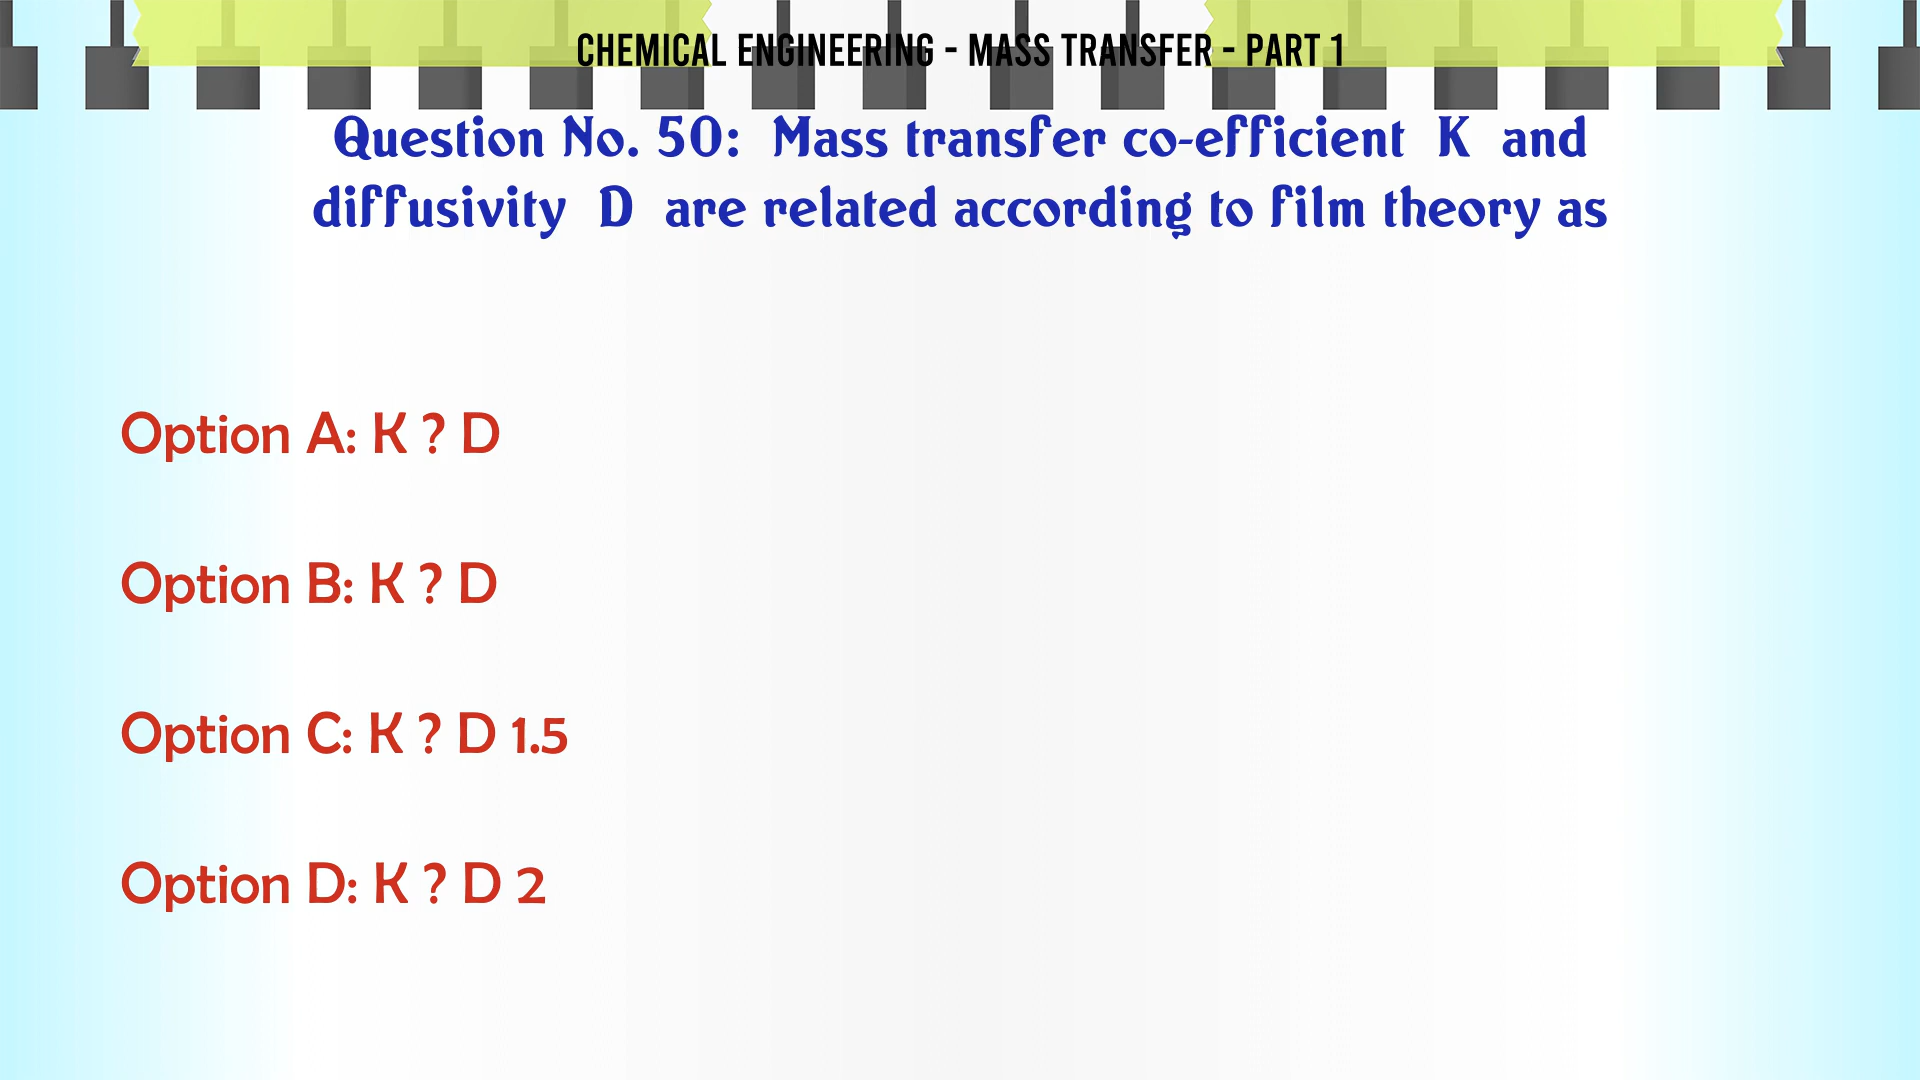 CHEMICAL ENGINEERING - MASS TRANSFER - PART 1
Question No. 50: Mass transfer co-efficient K and
diffusivity D are related according to film theory as
Option A: K ? D
Option B: K ? D
Option C: K ? D 1.5
Option D: K ? D 2